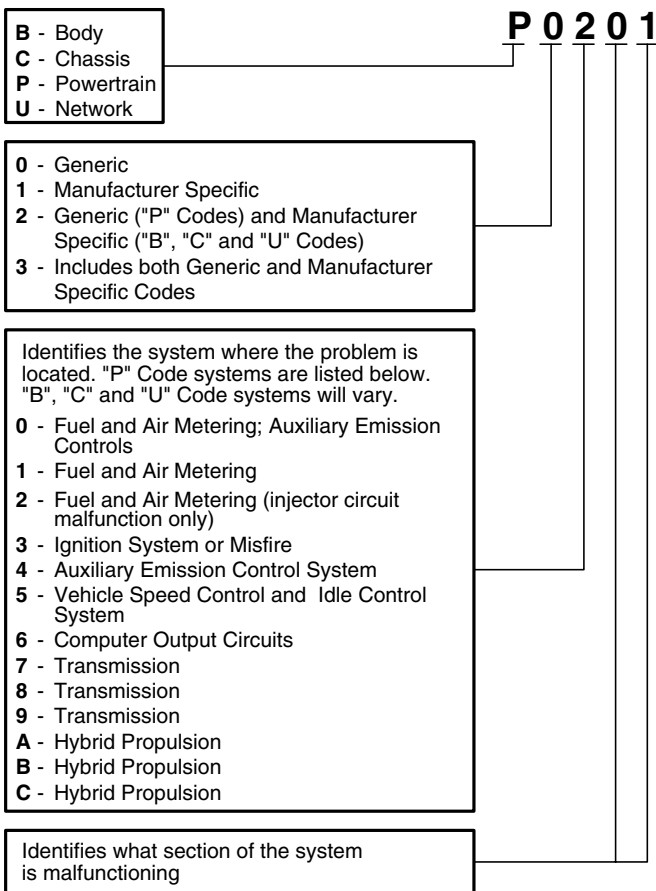 P 0 2 0 1
B - Body
C - Chassis
P - Powertrain
U - Network
0 - Generic
1 - Manufacturer Specific
2 - Generic ("P" Codes) and Manufacturer
Specific ("B", "C" and "U" Codes)
3 - Includes both Generic and Manufacturer
Specific Codes
Identifies the system where the problem is
located. "P" Code systems are listed below.
"B", "C" and "U" Code systems will vary.
0 - Fuel and Air Metering; Auxiliary Emission
Controls
1 - Fuel and Air Metering
2 - Fuel and Air Metering (injector circuit
malfunction only)
3 - Ignition System or Misfire
4 - Auxiliary Emission Control System
5 - Vehicle Speed Control and Idle Control
System
6 - Computer Output Circuits
7 - Transmission
8 - Transmission
9 - Transmission
A - Hybrid Propulsion
B - Hybrid Propulsion
C - Hybrid Propulsion
Identifies what section of the system
is malfunctioning